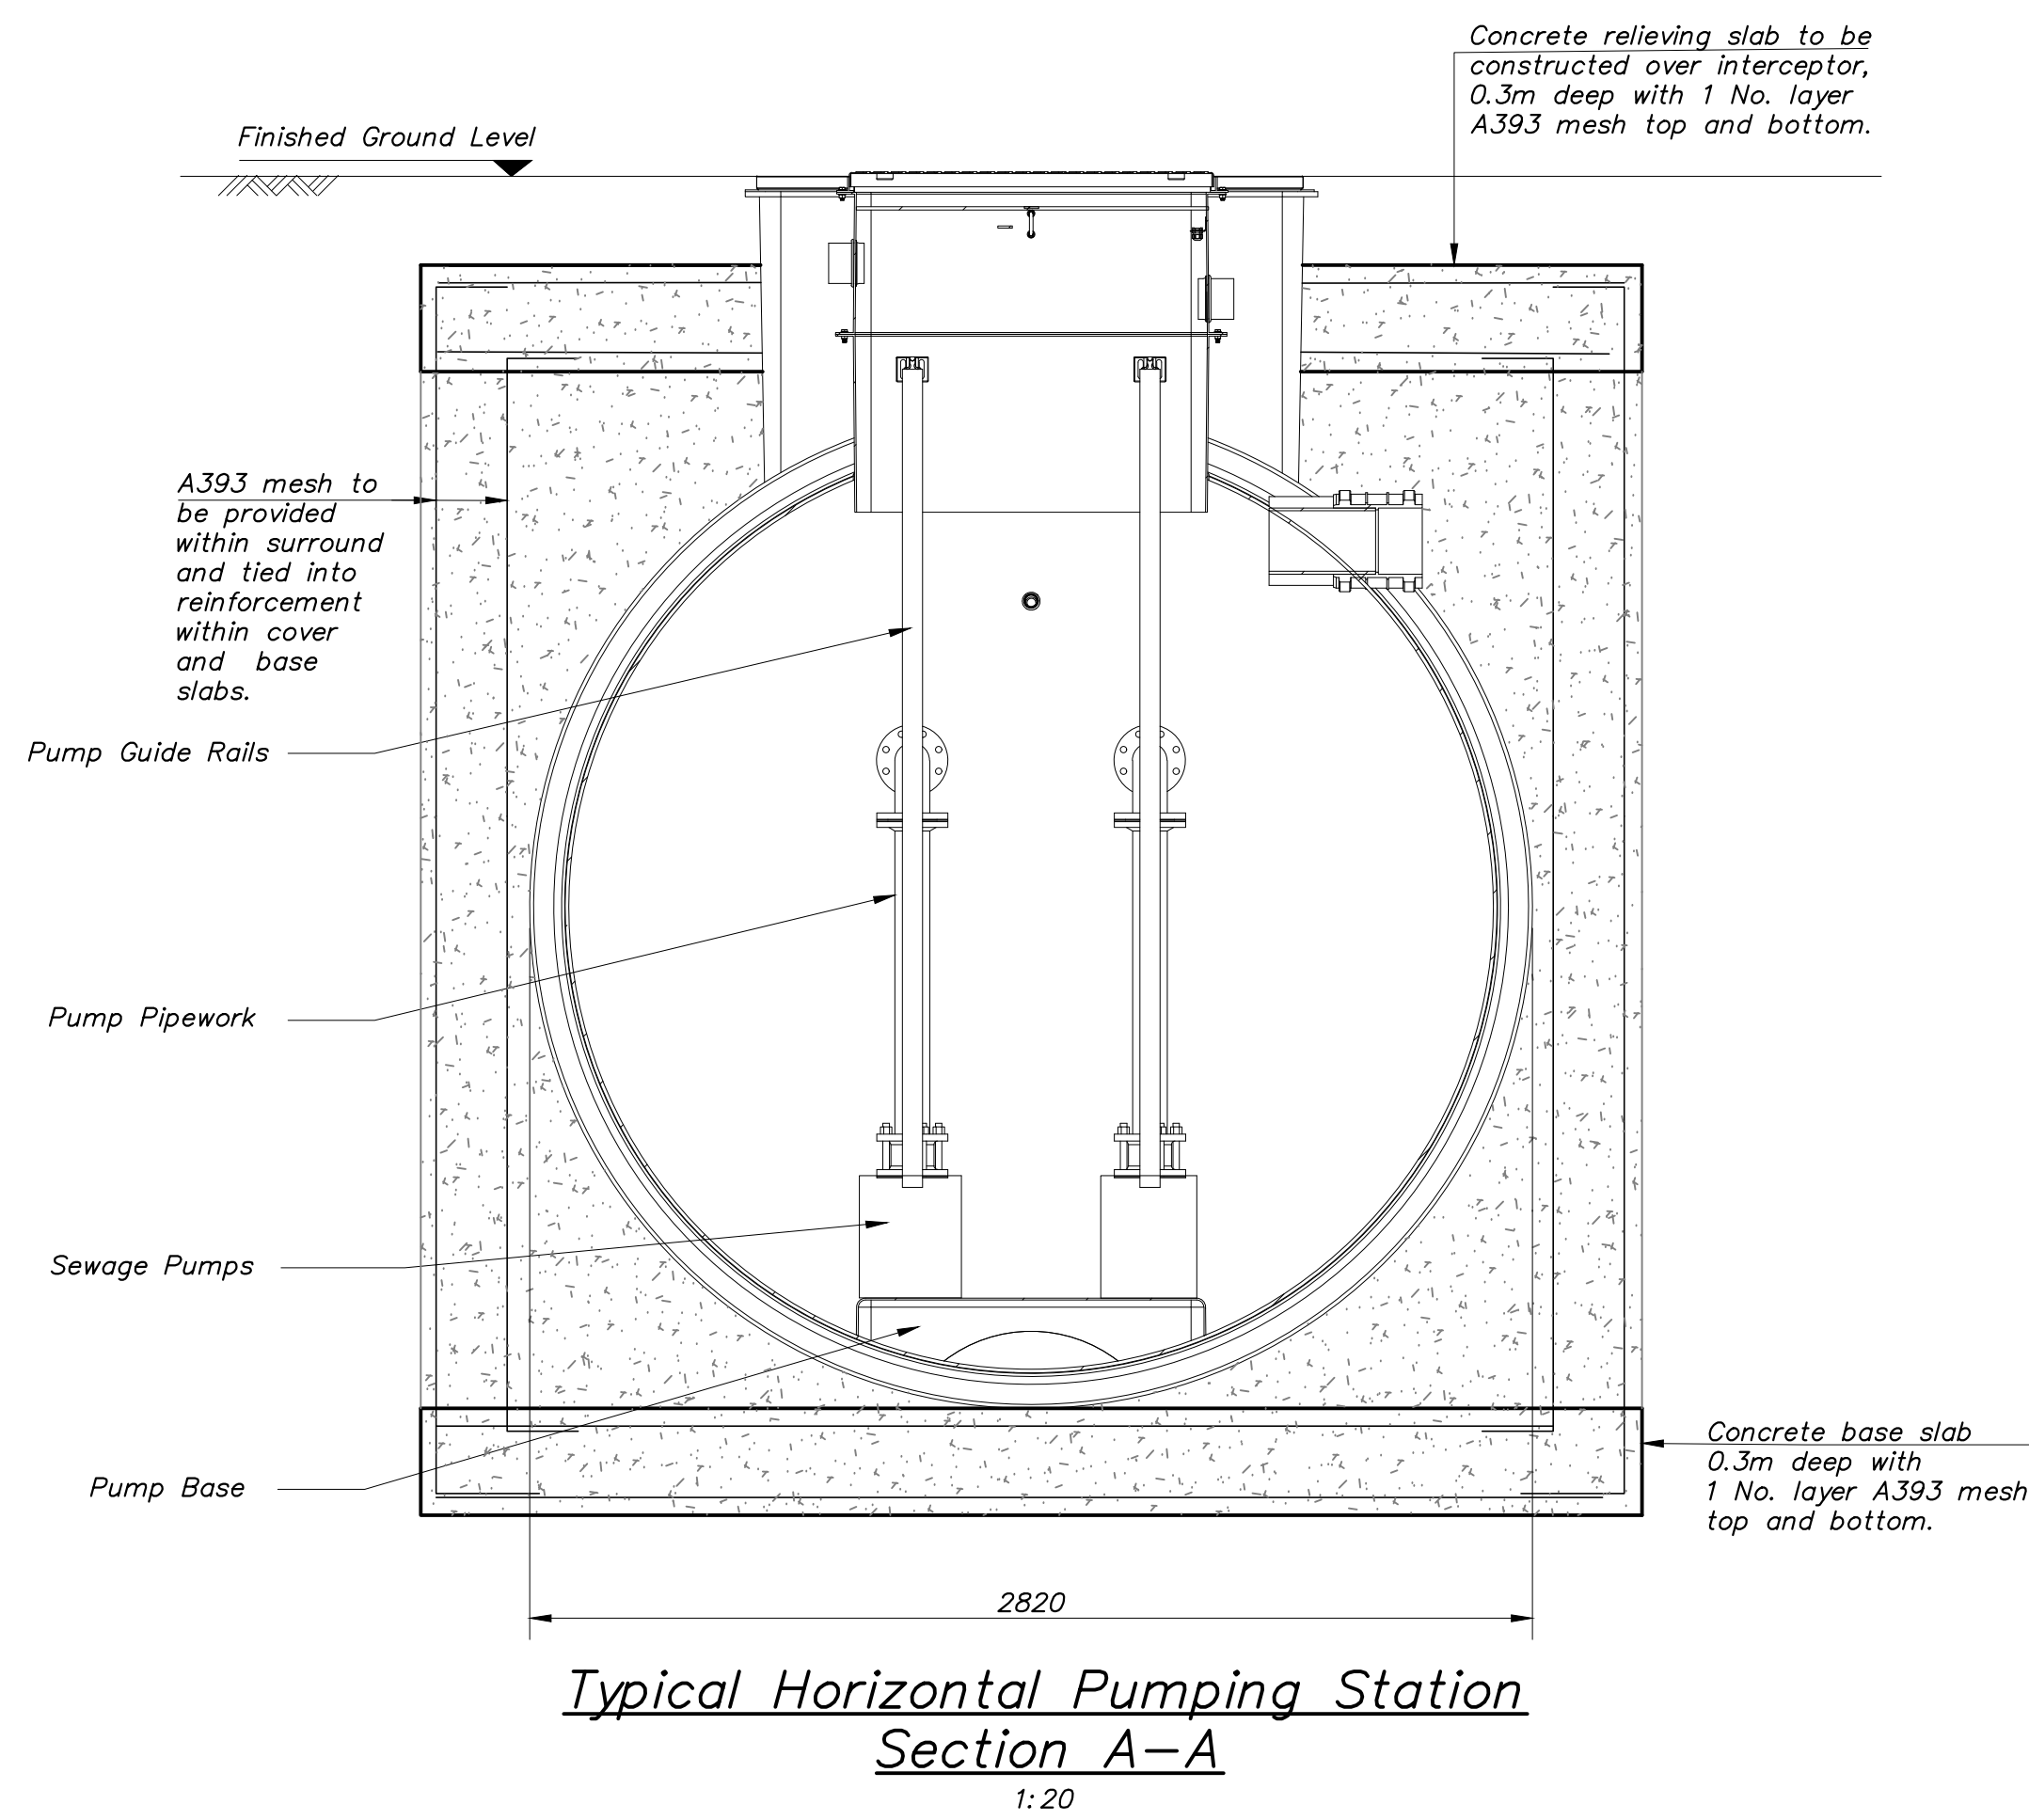 Concrete relieving slab to be
constructed over interceptor,
0.3m deep with 1 No. layer
A393 mesh top and bottom.
Finished Ground Level
A393 mesh to
be provided
within surround
and tied into
reinforcement
within cover
and base
slabs.
Pump Guide Rails
Pump Pipework
Sewage Pumps
Pump Base
Concrete base slab
0.3m deep with
1 No. layer A393 mesh
top and bottom.
2820
Typical Horizontal Pumping Station
Section A-A
1:20